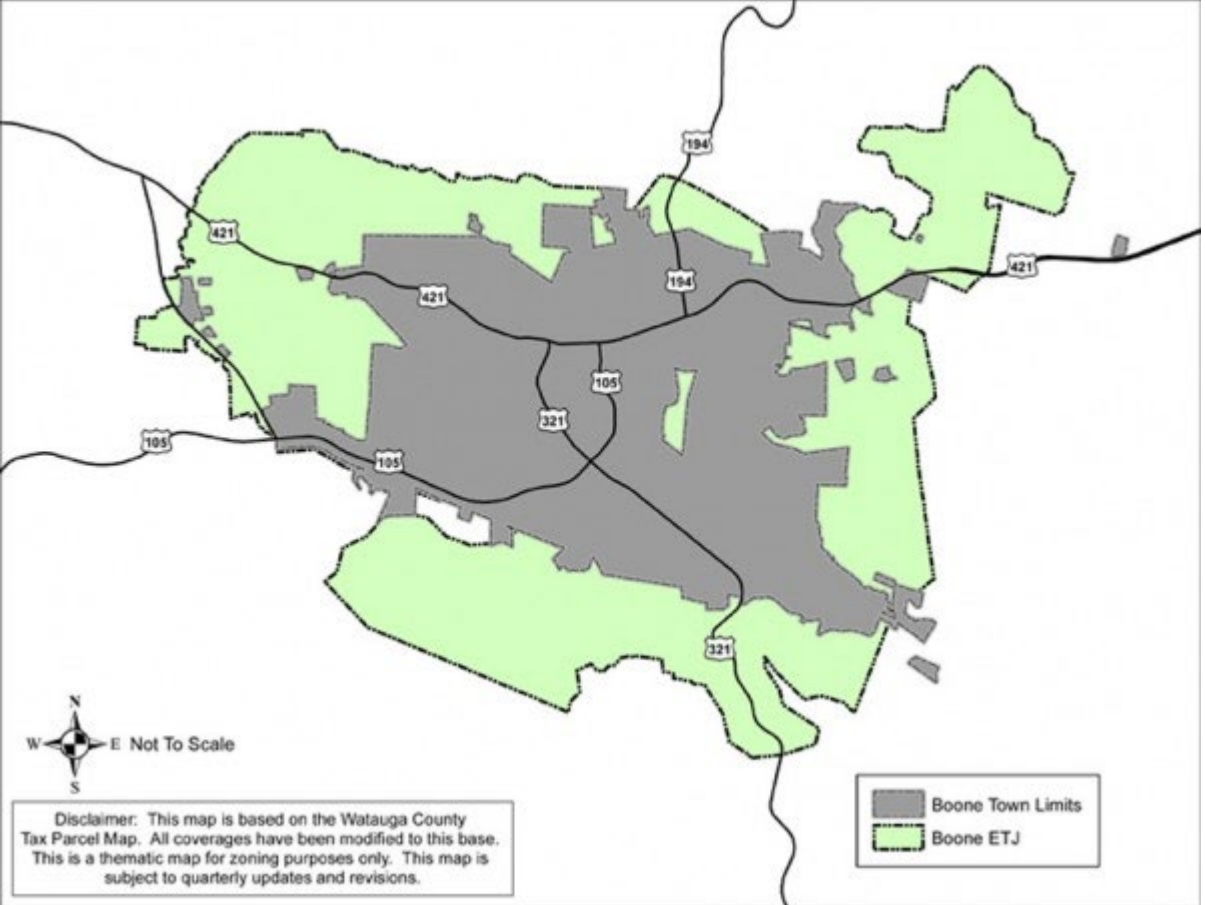 194
421
421
194
421
105
321
105
105
321
N
W E Not To Scale
S
Disclaimer: This map is based on the Watauga County
Tax Parcel Map. All coverages have been modified to this base.
This is a thematic map for zoning purposes only. This map is
subject to quarterly updates and revisions.
Boone Town Limits
Boone ETJ